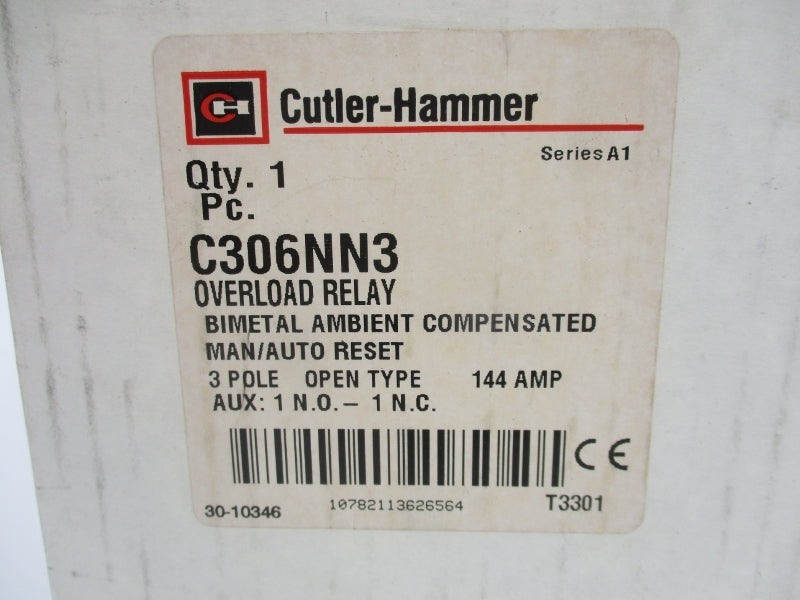 CH Cutler-Hammer
Series A1
Qty. 1
Pc.
C306NN3
OVERLOAD RELAY
BIMETAL AMBIENT COMPENSATED
MAN/AUTO RESET
3 POLE OPEN TYPE 144 AMP
AUX: 1 N.O. – 1 N.C.
CE
30-10346 10782113626564 T3301